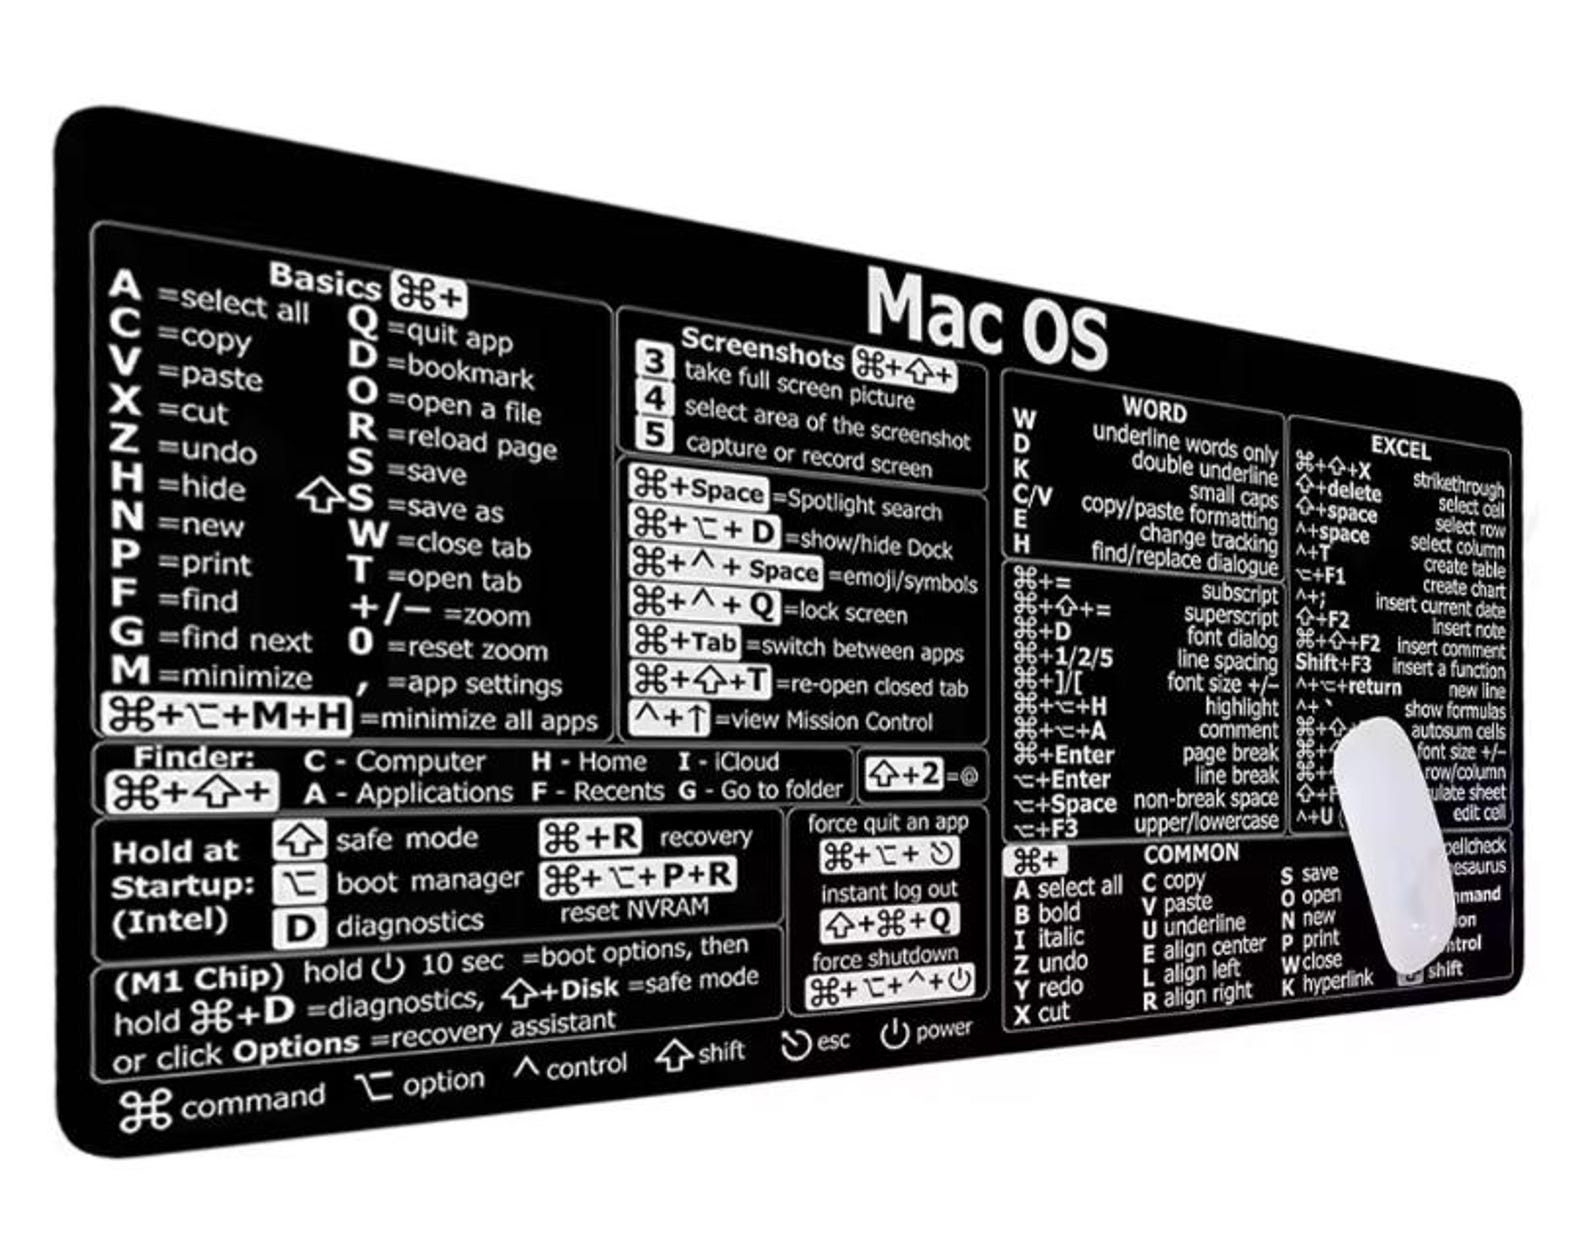 Mac OS
Basics ⌘+
A =select all
C =copy
V =paste
X =cut
Z =undo
H =hide
N =new
P =print
F =find
G =find next
M =minimize
Q =quit app
D =bookmark
O =open a file
R =reload page
S =save
⇧S =save as
W =close tab
T =open tab
+/− =zoom
0 =reset zoom
, =app settings
⌘+⌥+M+H =minimize all apps
Screenshots ⌘+⇧+
3 take full screen picture
4 select area of the screenshot
5 capture or record screen
⌘+Space =Spotlight search
⌘+⌥+D =show/hide Dock
⌘+^+Space =emoji/symbols
⌘+^+Q =lock screen
⌘+Tab =switch between apps
⌘+⇧+T =re-open closed tab
^+↑ =view Mission Control
Finder: ⌘+⇧+
C - Computer H - Home I - iCloud
A - Applications F - Recents G - Go to folder
⇧+2 =@
Hold at
Startup:
(Intel)
⇧ safe mode
⌥ boot manager
D diagnostics
⌘+R recovery
⌘+⌥+P+R
reset NVRAM
force quit an app
⌘+⌥+⎋
instant log out
⇧+⌘+Q
force shutdown
⌘+⌥+^+⏻
(M1 Chip) hold ⏻ 10 sec =boot options, then
hold ⌘+D =diagnostics, ⇧+Disk =safe mode
or click Options =recovery assistant
⌘ command ⌥ option ^ control ⇧ shift ⎋ esc ⏻ power
WORD
W underline words only
D double underline
K small caps
C/V copy/paste formatting
E change tracking
H find/replace dialogue
⌘+= subscript
⌘+⇧+= superscript
⌘+D font dialog
⌘+1/2/5 line spacing
⌘+]/[ font size +/−
⌘+⌥+H highlight
⌘+⌥+A comment
⌘+Enter page break
⌥+Enter line break
⌥+Space non-break space
⌥+F3 upper/lowercase
EXCEL
⌘+⇧+X strikethrough
⇧+delete select cell
⇧+space select row
^+space select column
^+T create table
⌥+F1 create chart
^+; insert current date
⇧+F2 insert note
⌘+⇧+F2 insert comment
Shift+F3 insert a function
^+⌥+return new line
^+` show formulas
⌘+⇧ autosum cells
⌘+ font size +/−
⌘+ row/column
⇧+F sheet
^+U edit cell
⌘+ COMMON
A select all
B bold
I italic
Z undo
Y redo
X cut
C copy
V paste
U underline
E align center
L align left
R align right
S save
O open
N new
P print
W close
K hyperlink
shift